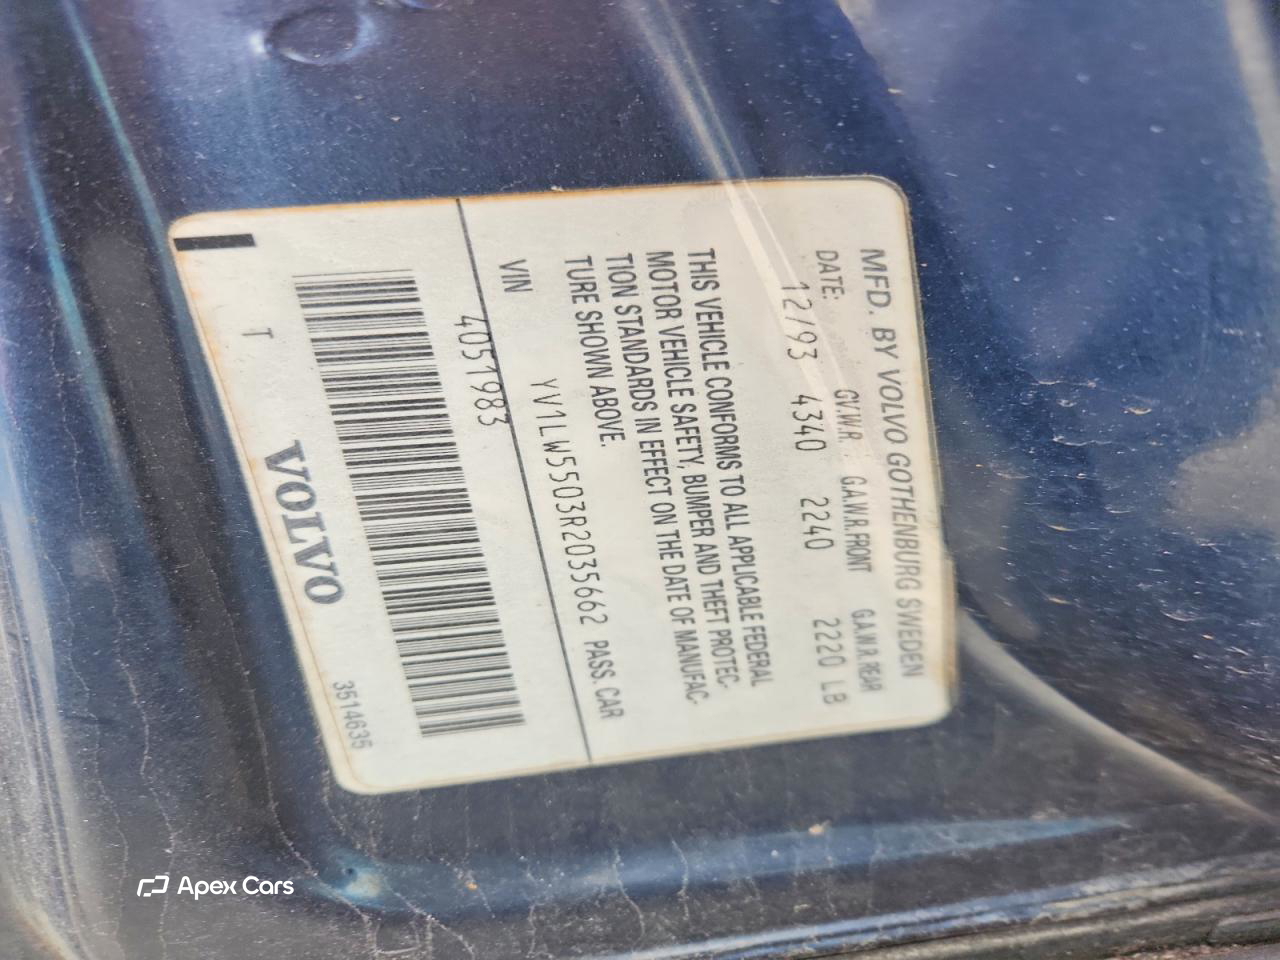 MFD. BY VOLVO GOTHENBURG SWEDEN
DATE: G.V.W.R. G.A.W.R.FRONT G.A.W.R.REAR
12/93 4340 2240 2220 LB
THIS VEHICLE CONFORMS TO ALL APPLICABLE FEDERAL
MOTOR VEHICLE SAFETY, BUMPER AND THEFT PROTEC-
TION STANDARDS IN EFFECT ON THE DATE OF MANUFAC-
TURE SHOWN ABOVE.
YV1LW5503R2035662 PASS. CAR
VIN
4051983
T VOLVO 3514635
Apex Cars